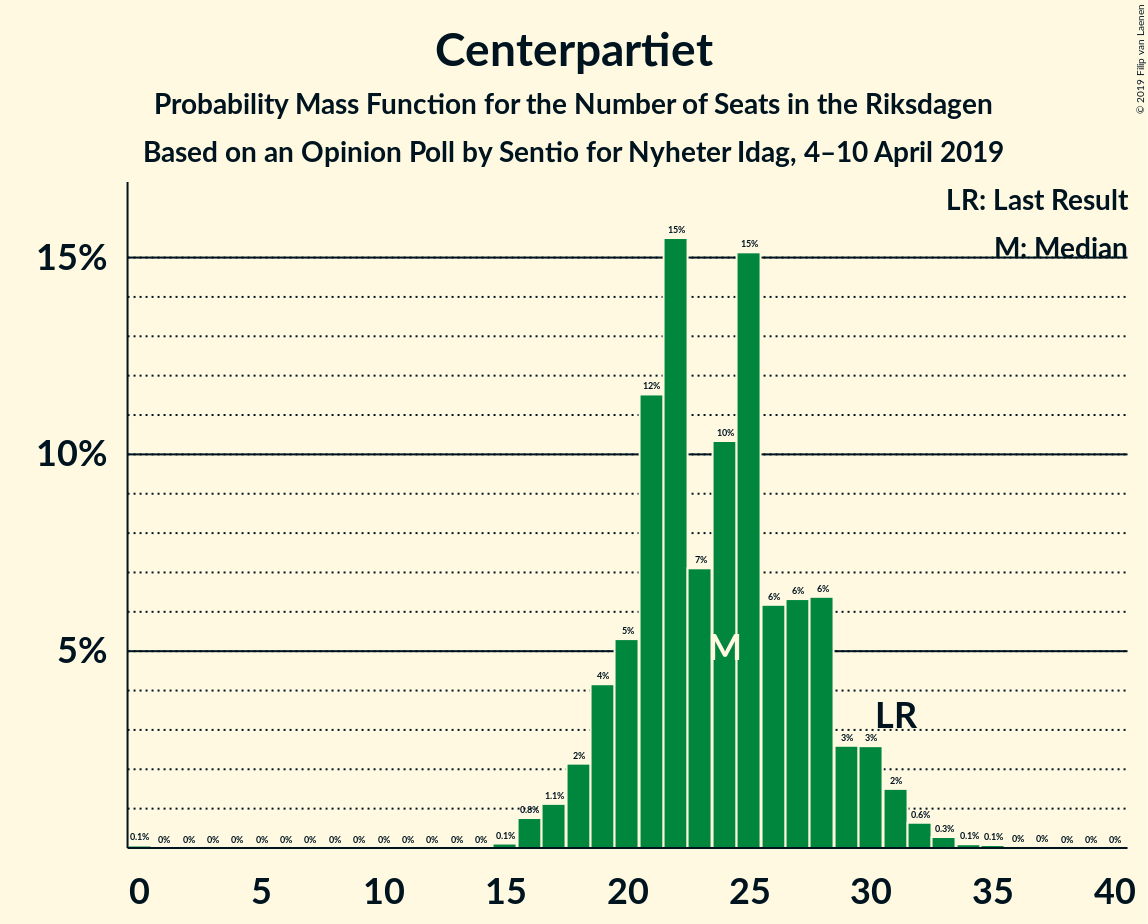 Centerpartiet
Probability Mass Function for the Number of Seats in the Riksdagen
Based on an Opinion Poll by Sentio for Nyheter Idag, 4–10 April 2019
© 2019 Filip van Laenen
LR: Last Result
M: Median
15%
10%
5%
0.1% 0% 0% 0% 0% 0% 0% 0% 0% 0% 0% 0% 0% 0% 0% 0.1% 0.8% 1.1% 2% 4% 5% 12% 15% 7% 10% 15% 6% 6% 6% 3% 3% 2% 0.6% 0.3% 0.1% 0.1% 0% 0% 0% 0% 0%
M
LR
0 5 10 15 20 25 30 35 40